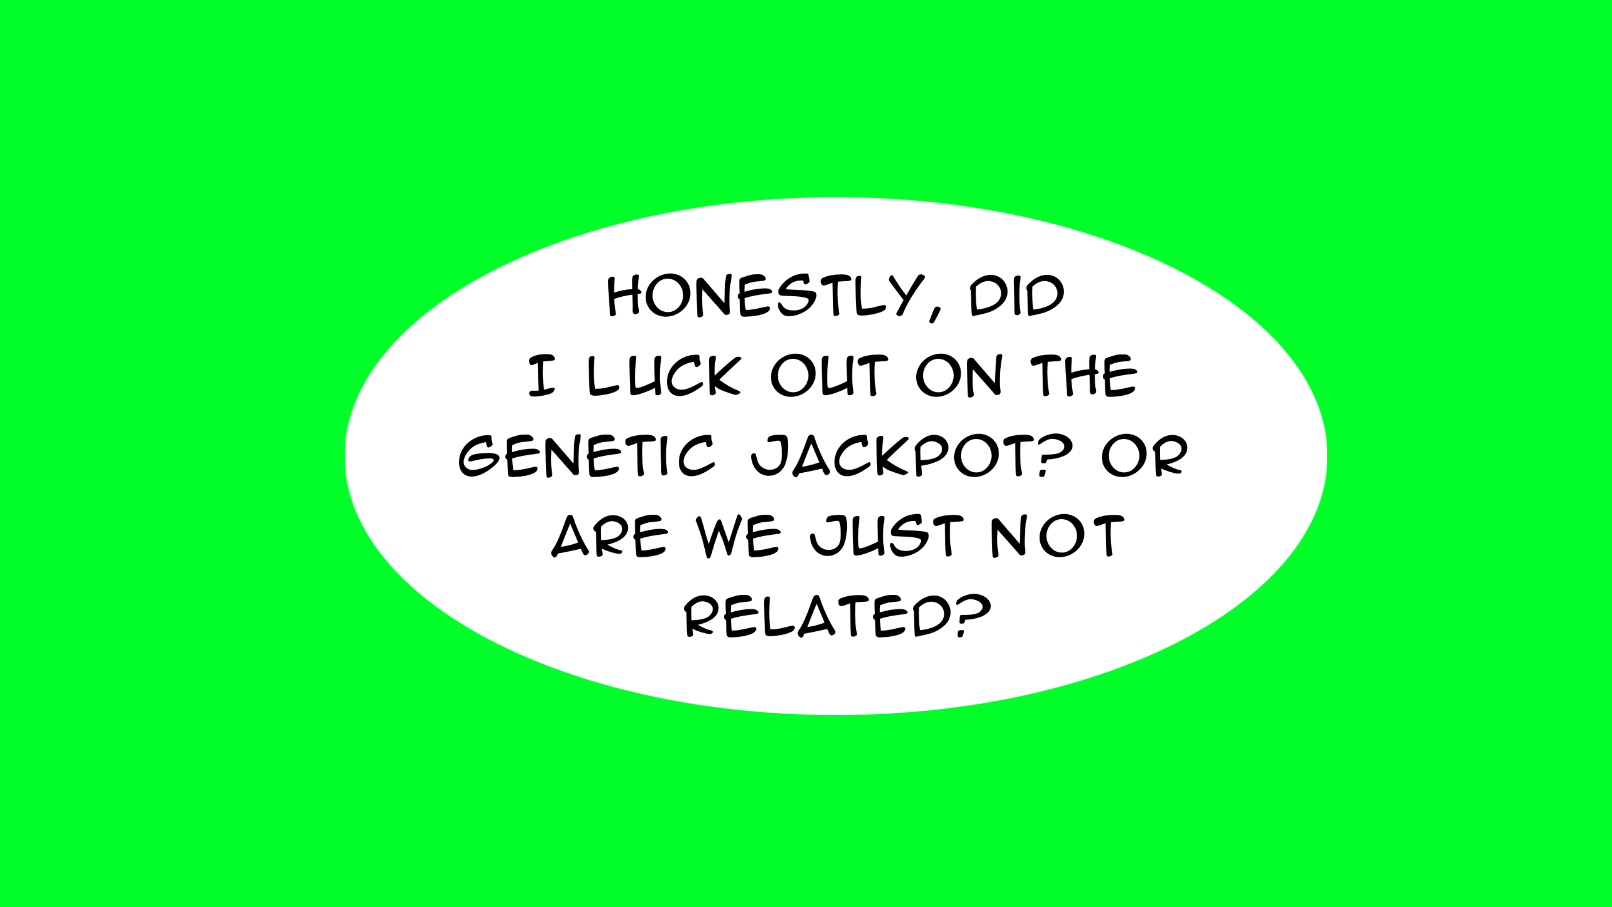 HONESTLY, DID
I LUCK OUT ON THE
GENETIC JACKPOT? OR
ARE WE JUST NOT
RELATED?